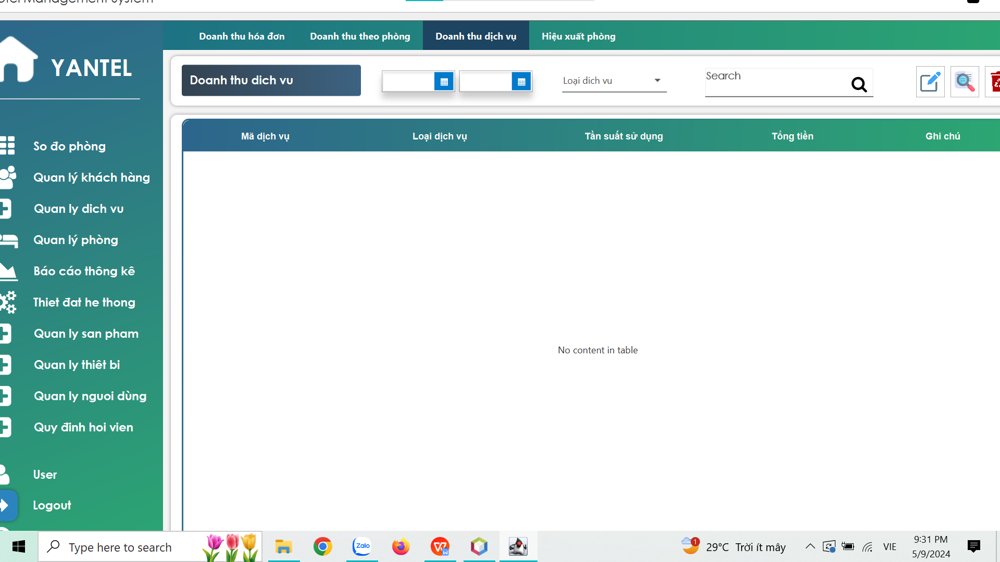 Doanh thu hóa đơn
Doanh thu theo phòng
Doanh thu dịch vụ
Hiệu xuất phòng
YANTEL
Doanh thu dich vu
Loại dich vu
Search
Mã dịch vụ
Loại dịch vụ
Tần suất sử dụng
Tổng tiền
Ghi chú
No content in table
So đo phòng
Quan lý khách hàng
Quan ly dich vu
Quan lý phòng
Báo cáo thông kê
Thiet đat he thong
Quan ly san pham
Quan ly thiêt bi
Quan ly nguoi dùng
Quy đinh hoi vien
User
Logout
Type here to search
Zalo
1
29°C Trời ít mây
VIE
9:31 PM
5/9/2024